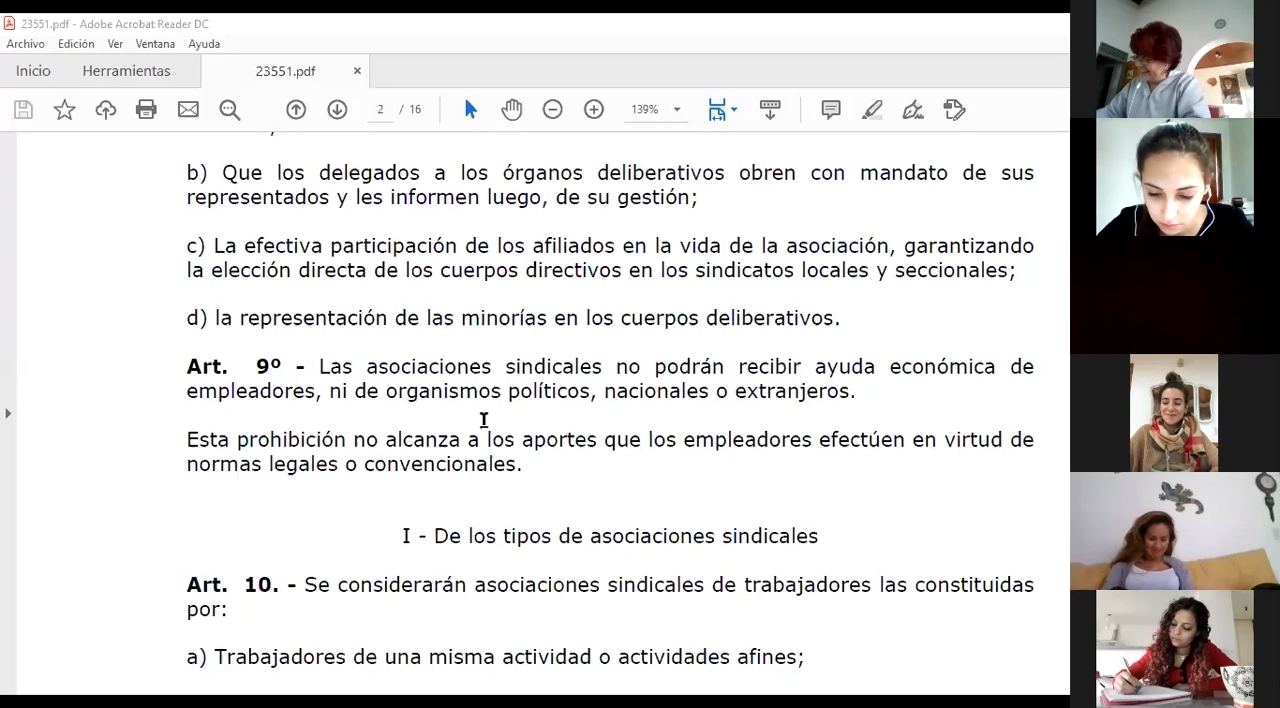 23551.pdf - Adobe Acrobat Reader DC
Archivo Edición Ver Ventana Ayuda
Inicio Herramientas 23551.pdf ×
2 / 16 139%
b) Que los delegados a los órganos deliberativos obren con mandato de sus
representados y les informen luego, de su gestión;
c) La efectiva participación de los afiliados en la vida de la asociación, garantizando
la elección directa de los cuerpos directivos en los sindicatos locales y seccionales;
d) la representación de las minorías en los cuerpos deliberativos.
Art. 9º - Las asociaciones sindicales no podrán recibir ayuda económica de
empleadores, ni de organismos políticos, nacionales o extranjeros.
Esta prohibición no alcanza a los aportes que los empleadores efectúen en virtud de
normas legales o convencionales.
I - De los tipos de asociaciones sindicales
Art. 10. - Se considerarán asociaciones sindicales de trabajadores las constituidas
por:
a) Trabajadores de una misma actividad o actividades afines;